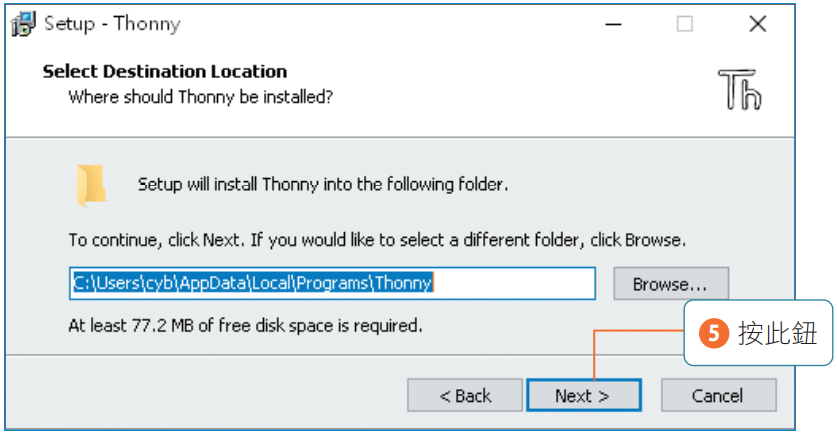 Setup - Thonny
Select Destination Location
Where should Thonny be installed?
Th
Setup will install Thonny into the following folder.
To continue, click Next. If you would like to select a different folder, click Browse.
C:\Users\cyb\AppData\Local\Programs\Thonny
Browse...
At least 77.2 MB of free disk space is required.
5 按此鈕
< Back
Next >
Cancel